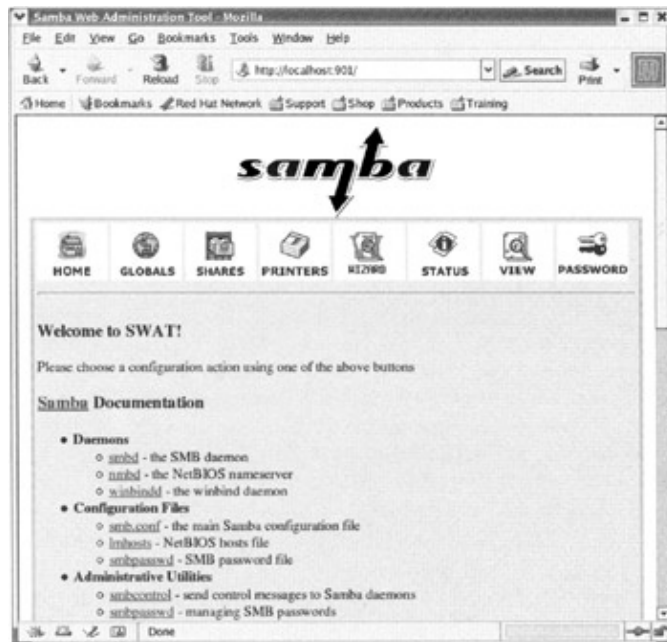 Samba Web Administration Tool - Mozilla
File Edit View Go Bookmarks Tools Window Help
Back Forward Reload Stop http://localhost:901/ Search Print
Home Bookmarks Red Hat Network Support Shop Products Training
samba
HOME GLOBALS SHARES PRINTERS WIZARD STATUS VIEW PASSWORD
Welcome to SWAT!
Please choose a configuration action using one of the above buttons
Samba Documentation
• Daemons
○ smbd - the SMB daemon
○ nmbd - the NetBIOS nameserver
○ winbindd - the winbind daemon
• Configuration Files
○ smb.conf - the main Samba configuration file
○ lmhosts - NetBIOS hosts file
○ smbpasswd - SMB password file
• Administrative Utilities
○ smbcontrol - send control messages to Samba daemons
○ smbpasswd - managing SMB passwords
Done